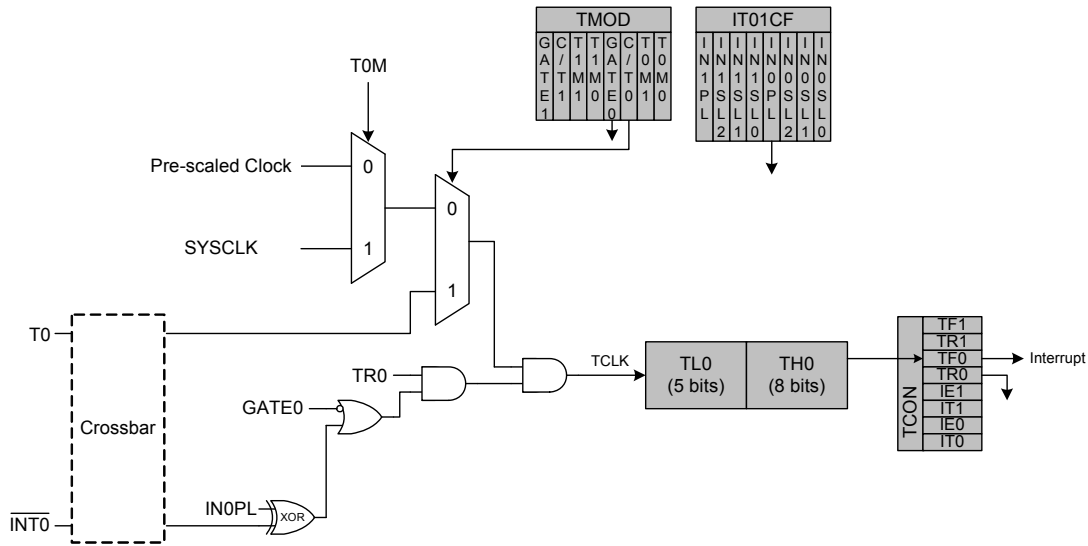 TMOD
IT01CF
GATE1
C/T1
T1M1
T1M0
GATE0
C/T0
T0M1
T0M0
IN1PL
IN1SL2
IN1SL1
IN1SL0
IN0PL
IN0SL2
IN0SL1
IN0SL0
T0M
Pre-scaled Clock
0
0
SYSCLK
1
1
T0
Crossbar
INT0
TR0
GATE0
IN0PL
XOR
TCLK
TL0
(5 bits)
TH0
(8 bits)
TCON
TF1
TR1
TF0
TR0
IE1
IT1
IE0
IT0
Interrupt